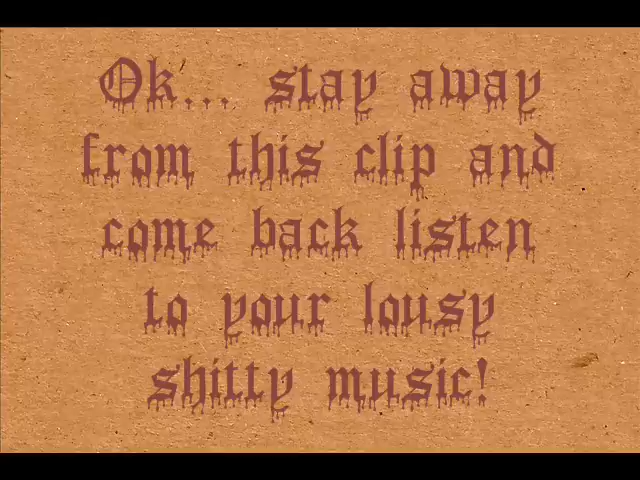 Ok... stay away
from this clip and
come back listen
to your lousy
shitty music!